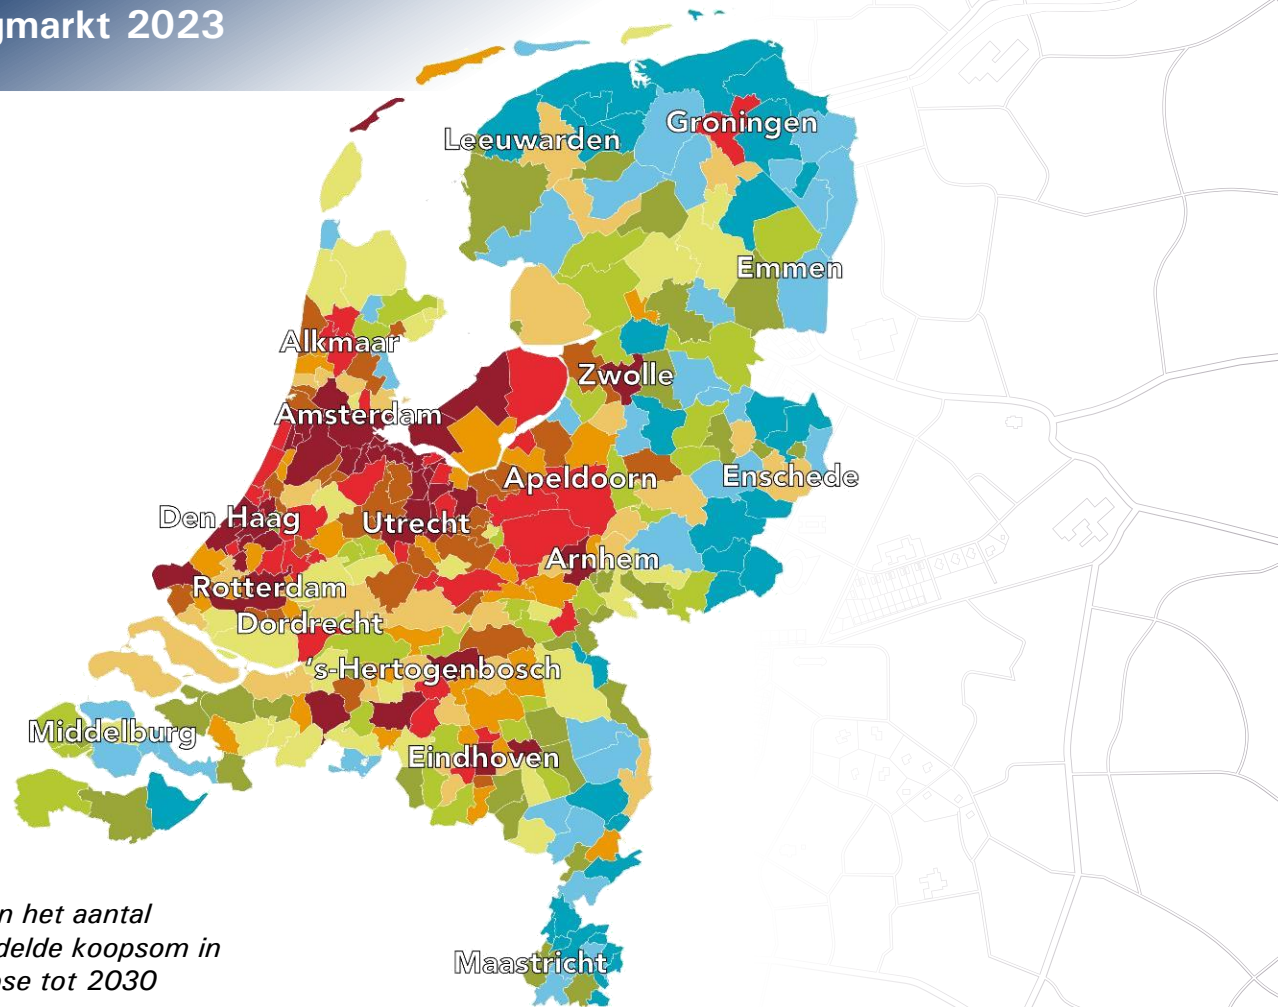 gmarkt 2023
Groningen
Leeuwarden
Emmen
Alkmaar
Zwolle
Amsterdam
Apeldoorn
Enschede
Den Haag
Utrecht
Arnhem
Rotterdam
Dordrecht
's-Hertogenbosch
Middelburg
Eindhoven
n het aantal
delde koopsom in
se tot 2030
Maastricht